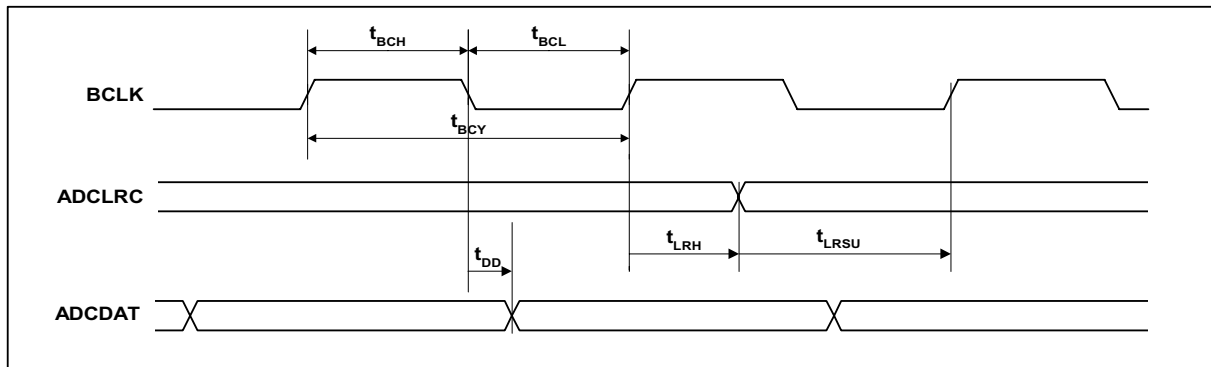 tBCH
tBCL
BCLK
tBCY
ADCLRC
tLRH
tLRSU
tDD
ADCDAT